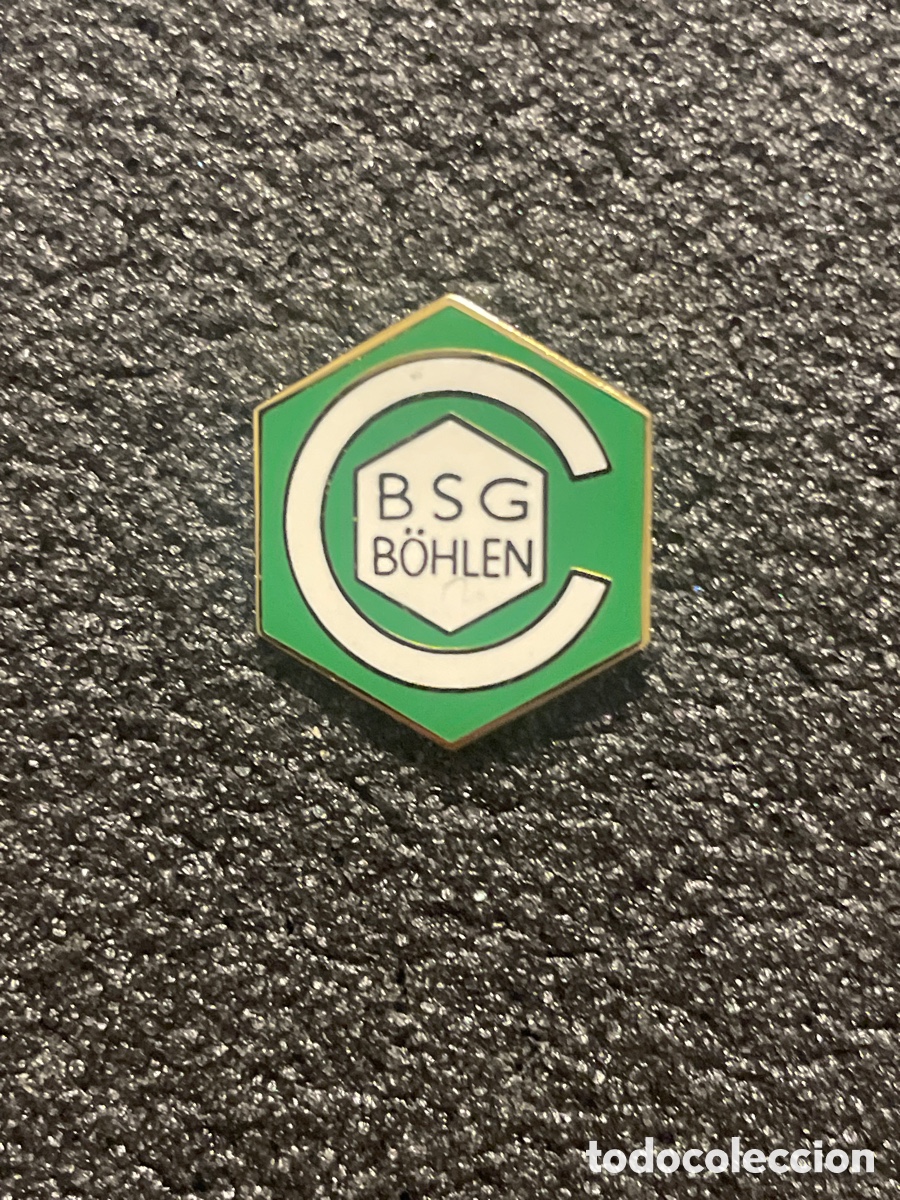 C
BSG
BÖHLEN
todocoleccion